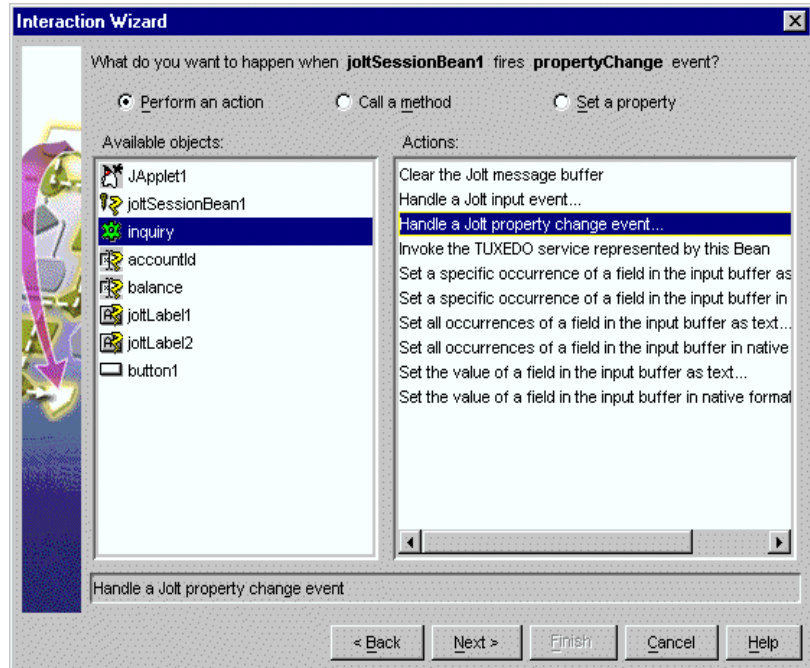 Interaction Wizard
What do you want to happen when joltSessionBean1 fires propertyChange event?
Perform an action Call a method Set a property
Available objects: Actions:
JApplet1
joltSessionBean1
inquiry
accountId
balance
joltLabel1
joltLabel2
button1
Clear the Jolt message buffer
Handle a Jolt input event...
Handle a Jolt property change event...
Invoke the TUXEDO service represented by this Bean
Set a specific occurrence of a field in the input buffer as
Set a specific occurrence of a field in the input buffer in
Set all occurrences of a field in the input buffer as text...
Set all occurrences of a field in the input buffer in native
Set the value of a field in the input buffer as text...
Set the value of a field in the input buffer in native format
Handle a Jolt property change event
< Back Next > Finish Cancel Help